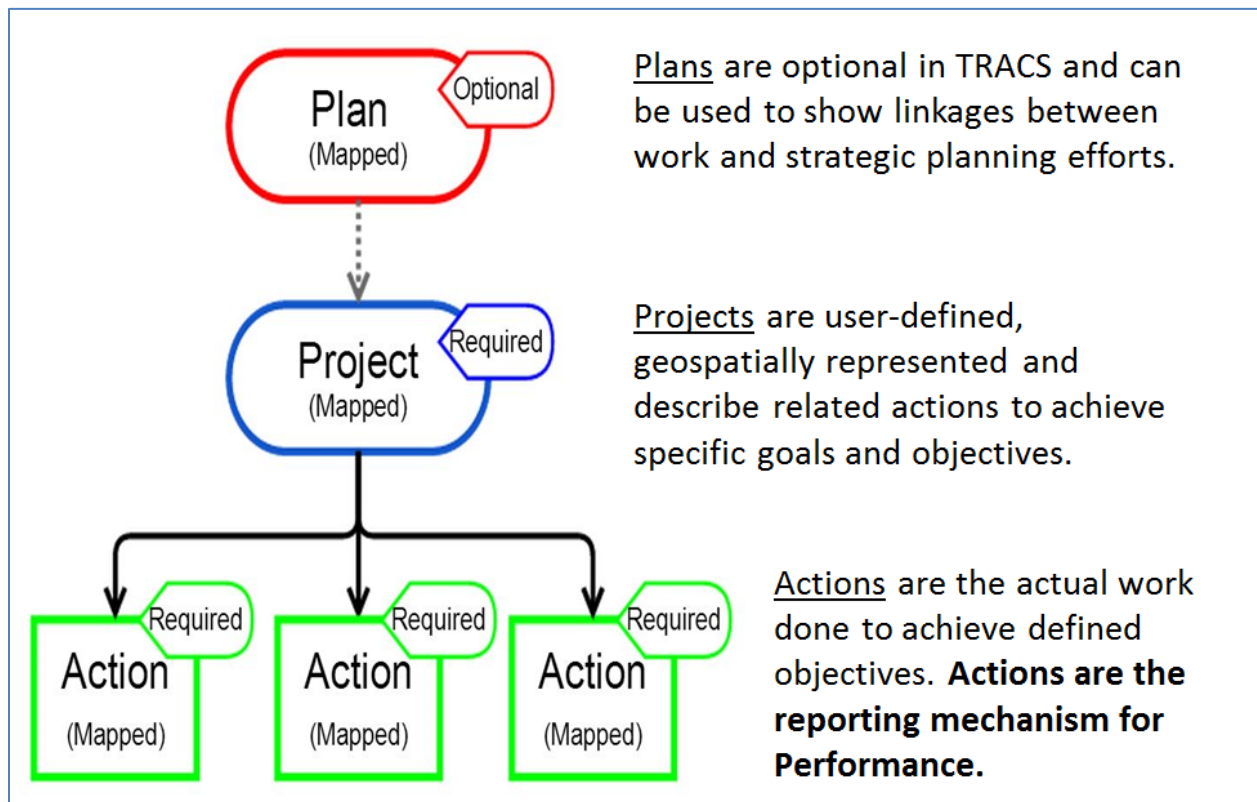 Plan
(Mapped)
Optional
Plans are optional in TRACS and can
be used to show linkages between
work and strategic planning efforts.
Project
(Mapped)
Required
Projects are user-defined,
geospatially represented and
describe related actions to achieve
specific goals and objectives.
Action
(Mapped)
Required
Action
(Mapped)
Required
Action
(Mapped)
Required
Actions are the actual work
done to achieve defined
objectives. Actions are the
reporting mechanism for
Performance.